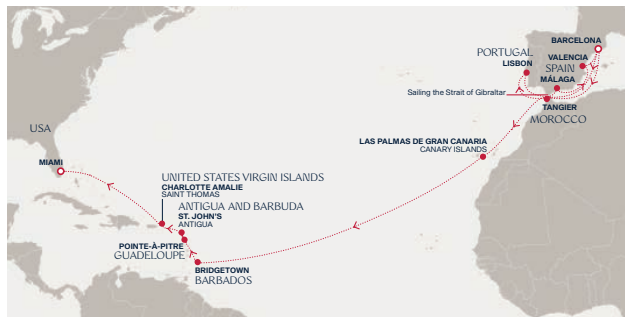 BARCELONA
PORTUGAL
LISBON
VALENCIA
SPAIN
MÁLAGA
Sailing the Strait of Gibraltar
TANGIER
MOROCCO
LAS PALMAS DE GRAN CANARIA
CANARY ISLANDS
USA
MIAMI
UNITED STATES VIRGIN ISLANDS
CHARLOTTE AMALIE
SAINT THOMAS
ANTIGUA AND BARBUDA
ST. JOHN'S
ANTIGUA
POINTE-À-PITRE
GUADELOUPE
BRIDGETOWN
BARBADOS